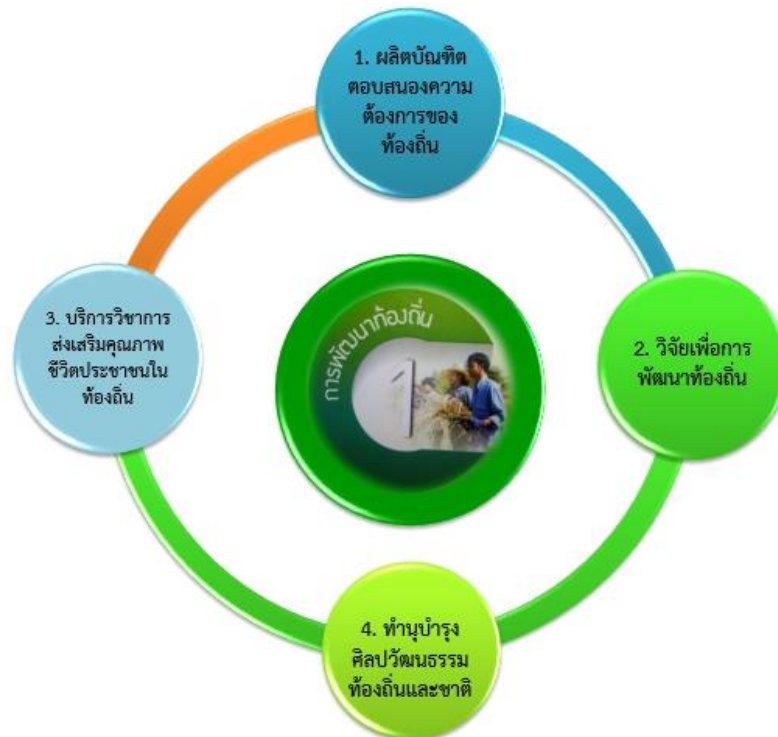 1. ผลิตบัณฑิต
ตอบสนองความ
ต้องการของ
ท้องถิ่น
2. วิจัยเพื่อการ
พัฒนาท้องถิ่น
3. บริการวิชาการ
ส่งเสริมคุณภาพ
ชีวิตประชาชนใน
ท้องถิ่น
4. ทำนุบำรุง
ศิลปวัฒนธรรม
ท้องถิ่นและชาติ
การพัฒนาท้องถิ่น
1